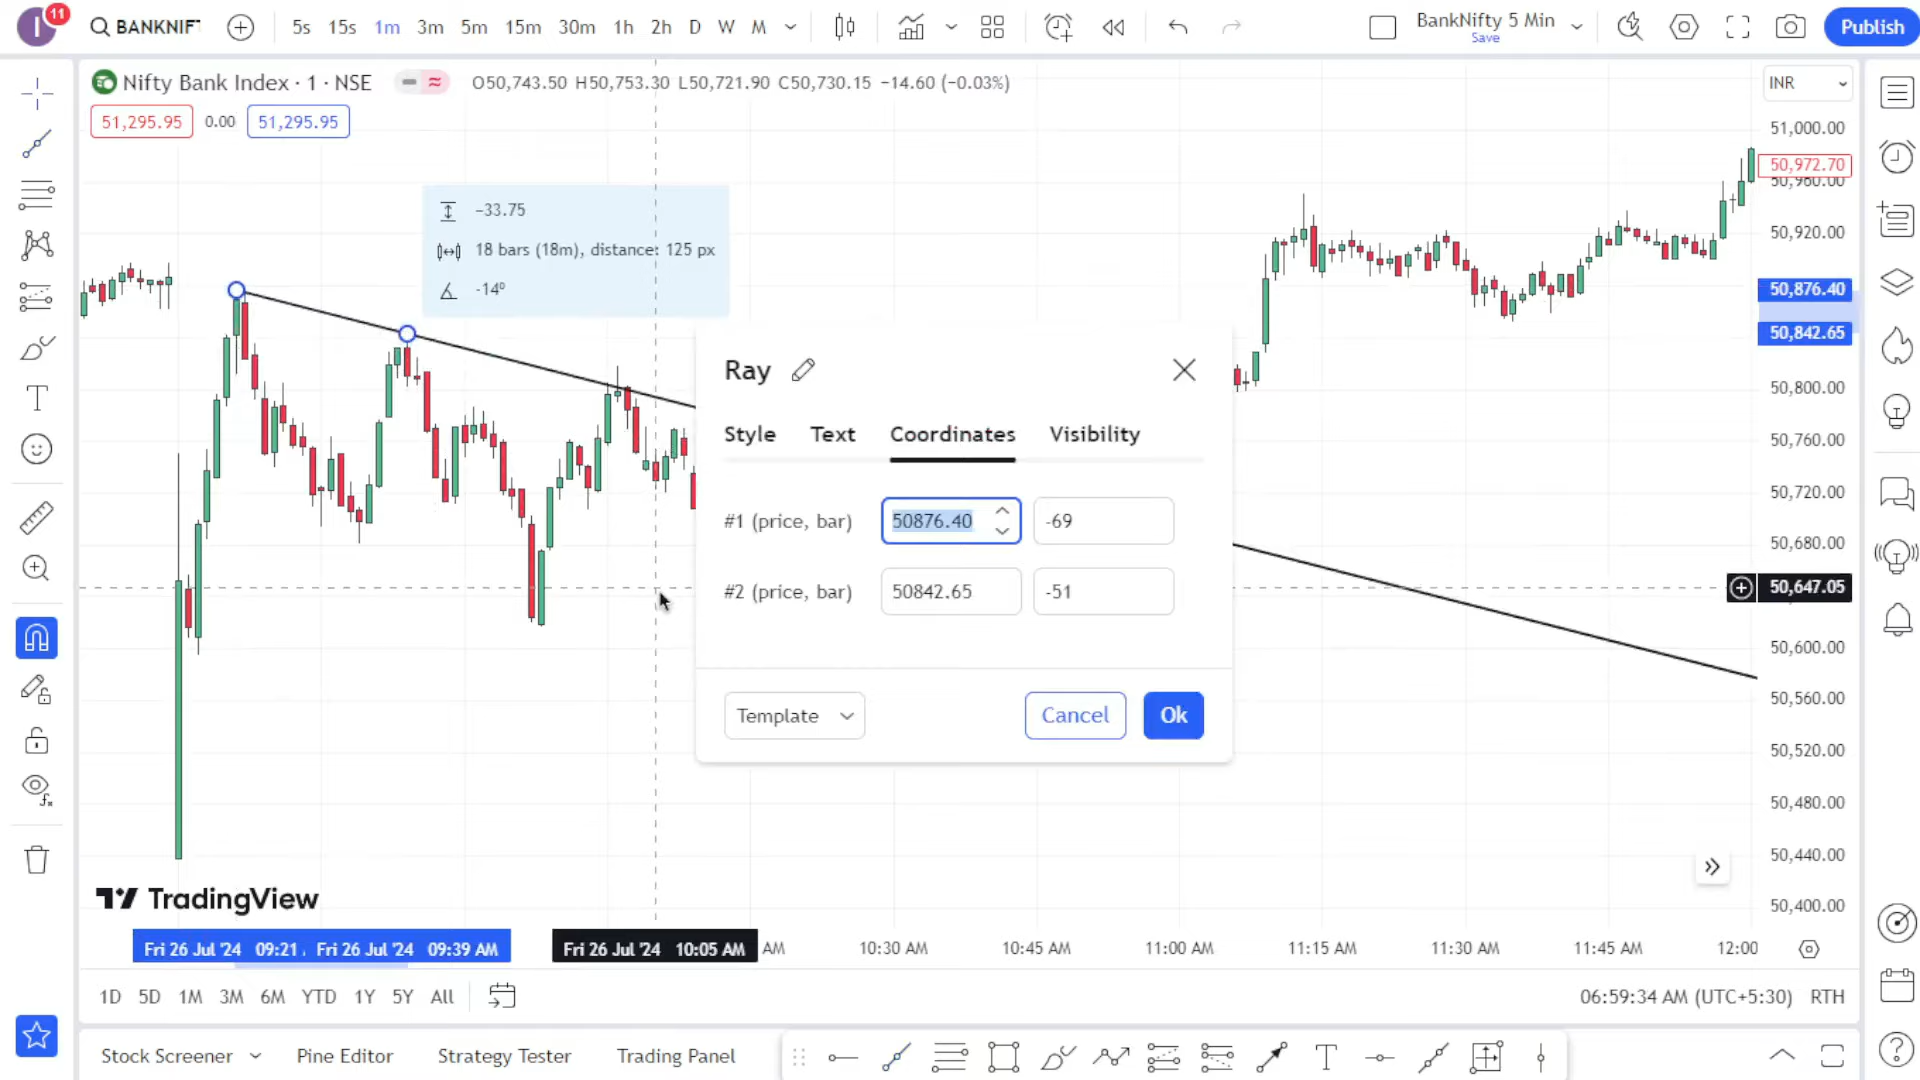 I 11 BANKNIFT 5s 15s 1m 3m 5m 15m 30m 1h 2h D W M BankNifty 5 Min Save Publish
Nifty Bank Index · 1 · NSE O50,743.50 H50,753.30 L50,721.90 C50,730.15 −14.60 (−0.03%) INR
51,295.95 0.00 51,295.95
51,000.00
50,972.70
50,960.00
−33.75
50,920.00
18 bars (18m), distance: 125 px
-14º
50,876.40
50,842.65
Ray
50,800.00
Style Text Coordinates Visibility
50,760.00
50,720.00
#1 (price, bar) 50876.40 -69
50,680.00
#2 (price, bar) 50842.65 -51
50,647.05
50,600.00
50,560.00
Template Cancel Ok
50,520.00
50,480.00
50,440.00
TradingView
50,400.00
Fri 26 Jul '24 09:21 Fri 26 Jul '24 09:39 AM Fri 26 Jul '24 10:05 AM AM 10:30 AM 10:45 AM 11:00 AM 11:15 AM 11:30 AM 11:45 AM 12:00
1D 5D 1M 3M 6M YTD 1Y 5Y All 06:59:34 AM (UTC+5:30) RTH
Stock Screener Pine Editor Strategy Tester Trading Panel